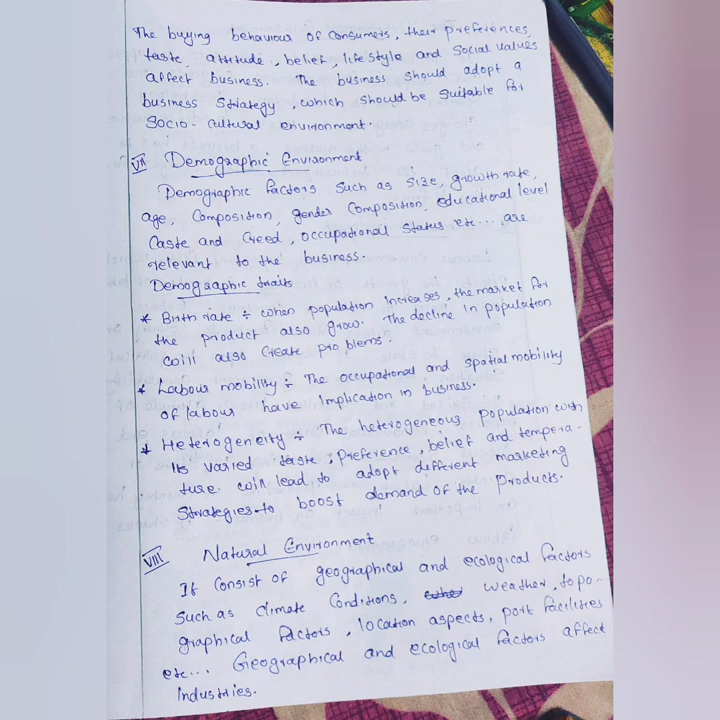 The buying behaviour of consumers, their preferences,
taste, attitude, belief, life style and Social values
affect business. The business should adopt a
business Strategy, which should be suitable for
Socio-cultural environment.
VII Demographic Environment
Demographic factors such as size, growth rate,
age, Composition, gender Composition, educational level
Caste and Creed, occupational status etc... are
relevant to the business.
Demographic traits
* Birth rate ÷ when population increases, the market for
the product also grow. The decline in population
will also Create problems.
* Labour mobility ÷ The occupational and spatial mobility
of labour have Implication in business.
* Heterogeneity ÷ The heterogeneous population with
Its varied taste, preference, belief and tempera-
ture will lead to adopt different marketing
Strategies to boost demand of the Products.
VIII Natural Environment
It Consist of geographical and ecological factors
Such as climate Conditions, weather, topo-
graphical factors, location aspects, port facilities
etc... Geographical and ecological factors affect
Industries.